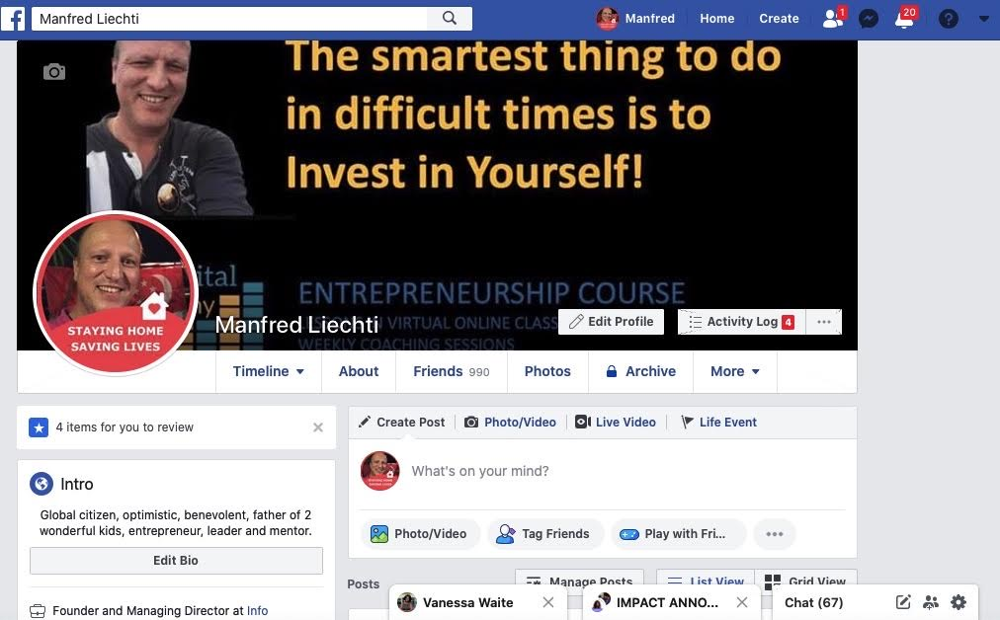 Manfred Liechti
Manfred
Home
Create
1
20
The smartest thing to do
in difficult times is to
Invest in Yourself!
ital
y
ENTREPRENEURSHIP COURSE
VIRTUAL ONLINE CLASS
WEEKLY COACHING SESSIONS
STAYING HOME
SAVING LIVES
Manfred Liechti
Edit Profile
Activity Log 4
Timeline
About
Friends 990
Photos
Archive
More
4 items for you to review
Create Post
Photo/Video
Live Video
Life Event
What's on your mind?
Intro
Global citizen, optimistic, benevolent, father of 2
wonderful kids, entrepreneur, leader and mentor.
Edit Bio
Photo/Video
Tag Friends
Play with Fri...
Posts
Manage Posts
List View
Grid View
Founder and Managing Director at Info
Vanessa Waite
IMPACT ANNO...
Chat (67)